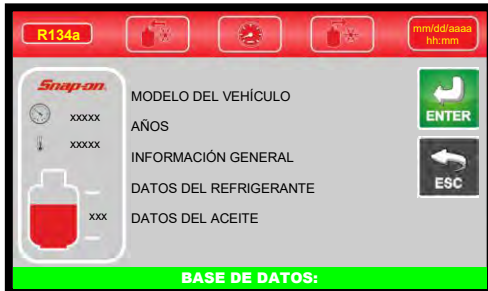 R134a
mm/dd/aaaa
hh:mm
Snap-on
xxxxx
xxxxx
xxx
MODELO DEL VEHÍCULO
AÑOS
INFORMACIÓN GENERAL
DATOS DEL REFRIGERANTE
DATOS DEL ACEITE
ENTER
ESC
BASE DE DATOS: